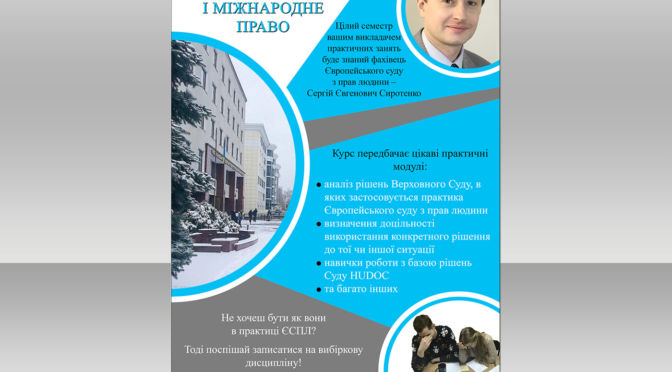 І МІЖНАРОДНЕ
ПРАВО
Цілий семестр
вашим викладачем
практичних занять
буде знаний фахівець
Європейського суду
з прав людини –
Сергій Євгенович Сиротенко
Курс передбачає цікаві практичні
модулі:
● аналіз рішень Верховного Суду, в
яких застосовується практика
Європейського суду з прав людини
● визначення доцільності
використання конкретного рішення
до тої чи іншої ситуації
● навички роботи з базою рішень
Суду HUDOC
● та багато інших
Не хочеш бути як вони
в практиці ЄСПЛ?
Тоді поспішай записатися на вибіркову
дисципліну!